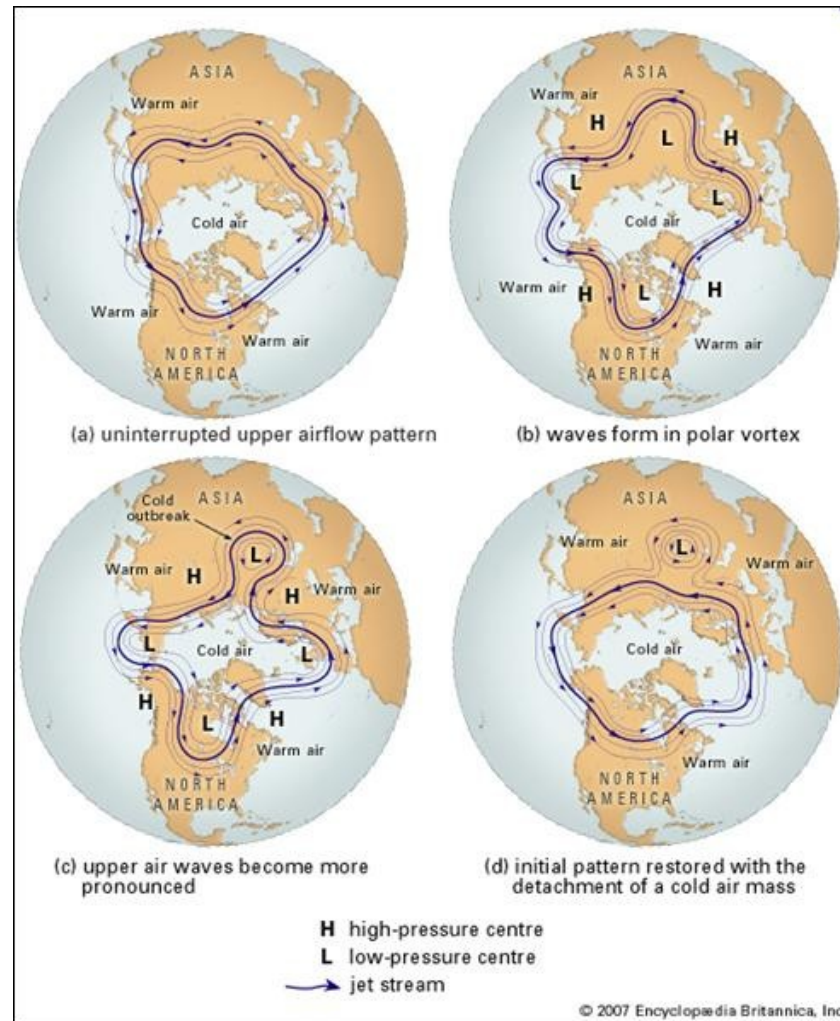 ASIA
Warm air
Cold air
Warm air
Warm air
NORTH
AMERICA
(a) uninterrupted upper airflow pattern
ASIA
Warm air
H
H
L
L
L
Cold air
Warm air
H
L
H
Warm air
NORTH
AMERICA
(b) waves form in polar vortex
Cold
outbreak
ASIA
L
Warm air
H
H
Warm air
L
Cold air
L
H
L
H
Warm air
NORTH
AMERICA
(c) upper air waves become more
pronounced
ASIA
Warm air
L
Warm air
Cold air
Warm air
NORTH
AMERICA
(d) initial pattern restored with the
detachment of a cold air mass
H high-pressure centre
L low-pressure centre
jet stream
© 2007 Encyclopædia Britannica, Inc